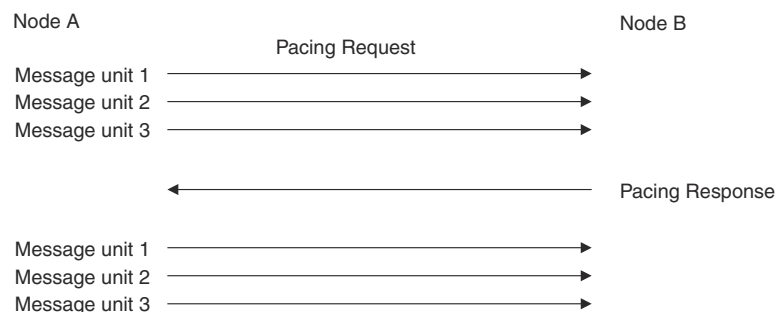 Node A
Node B
Pacing Request
Message unit 1
Message unit 2
Message unit 3
Pacing Response
Message unit 1
Message unit 2
Message unit 3